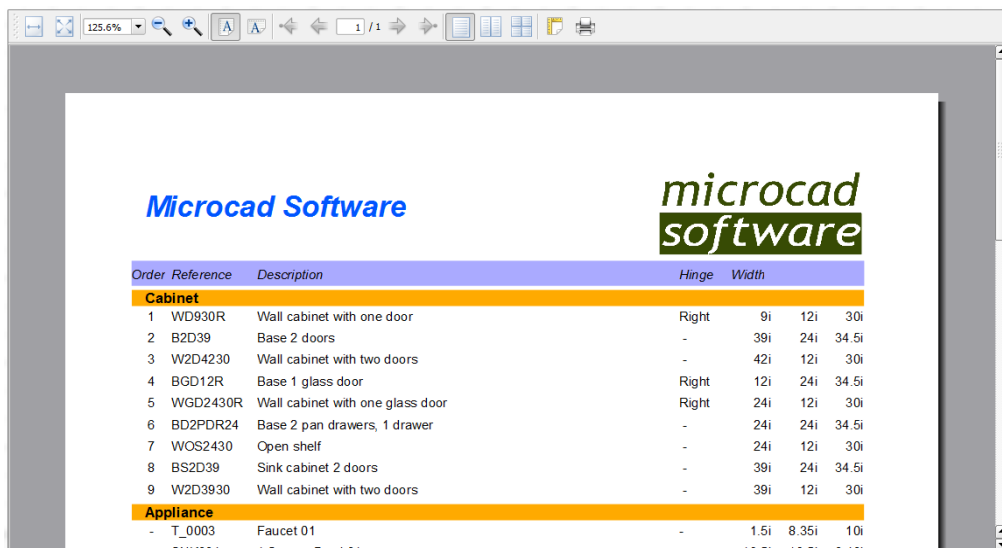 125.6% A A 1 / 1
Microcad Software
microcad
software
Order Reference Description Hinge Width
Cabinet
1 WD930R Wall cabinet with one door Right 9i 12i 30i
2 B2D39 Base 2 doors - 39i 24i 34.5i
3 W2D4230 Wall cabinet with two doors - 42i 12i 30i
4 BGD12R Base 1 glass door Right 12i 24i 34.5i
5 WGD2430R Wall cabinet with one glass door Right 24i 12i 30i
6 BD2PDR24 Base 2 pan drawers, 1 drawer - 24i 24i 34.5i
7 WOS2430 Open shelf - 24i 12i 30i
8 BS2D39 Sink cabinet 2 doors - 39i 24i 34.5i
9 W2D3930 Wall cabinet with two doors - 39i 12i 30i
Appliance
- T_0003 Faucet 01 - 1.5i 8.35i 10i